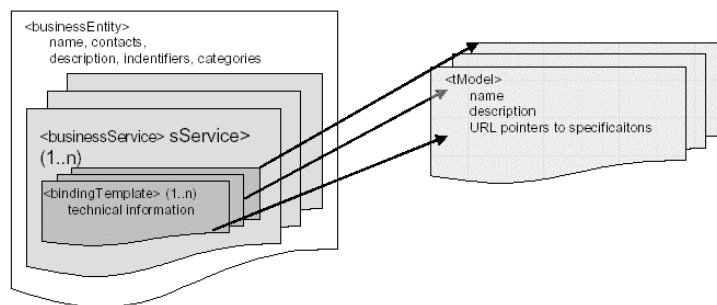 <businessEntity>
name, contacts,
description, indentifiers, categories
<businessService> sService>
(1..n)
<bindingTemplate> (1..n)
technical information
<tModel>
name
description
URL pointers to specificaitons